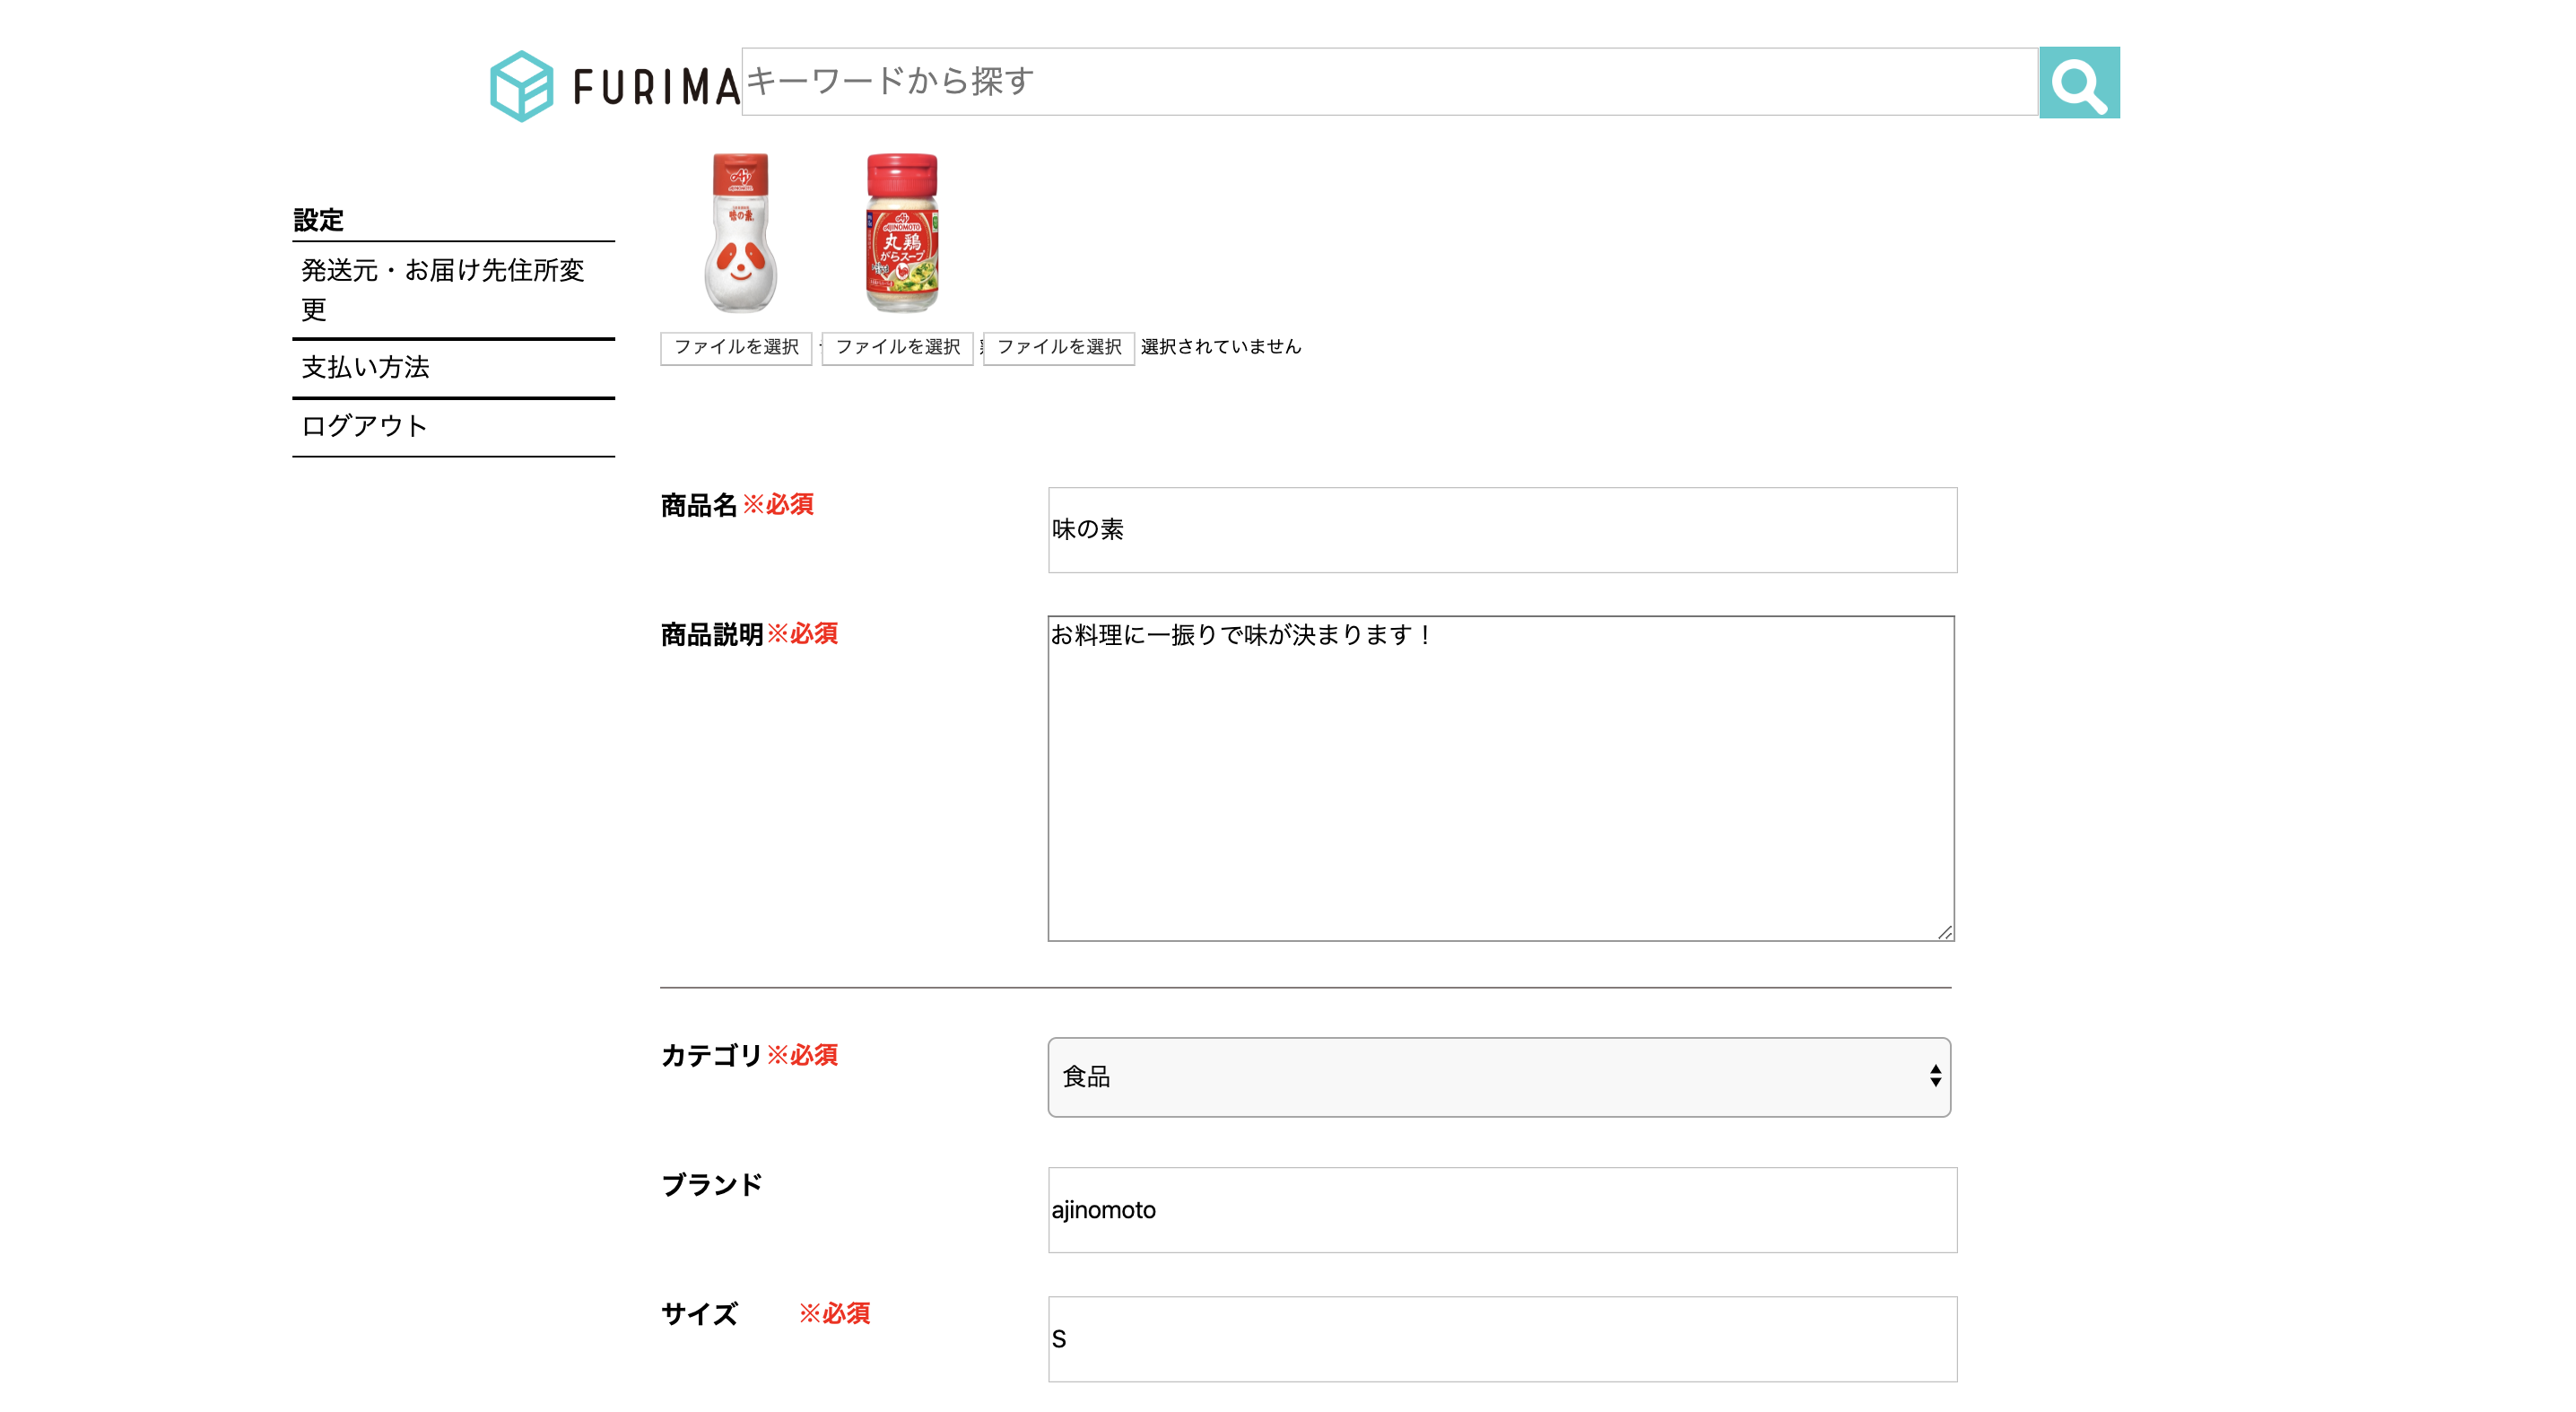 FURIMA
キーワードから探す
味の素
AJINOMOTO
丸鶏
がらスープ
設定
発送元・お届け先住所変
更
支払い方法
ログアウト
ファイルを選択 ファイルを選択 ファイルを選択 選択されていません
商品名※必須
味の素
商品説明※必須
お料理に一振りで味が決まります！
カテゴリ※必須
食品
ブランド
ajinomoto
サイズ ※必須
S